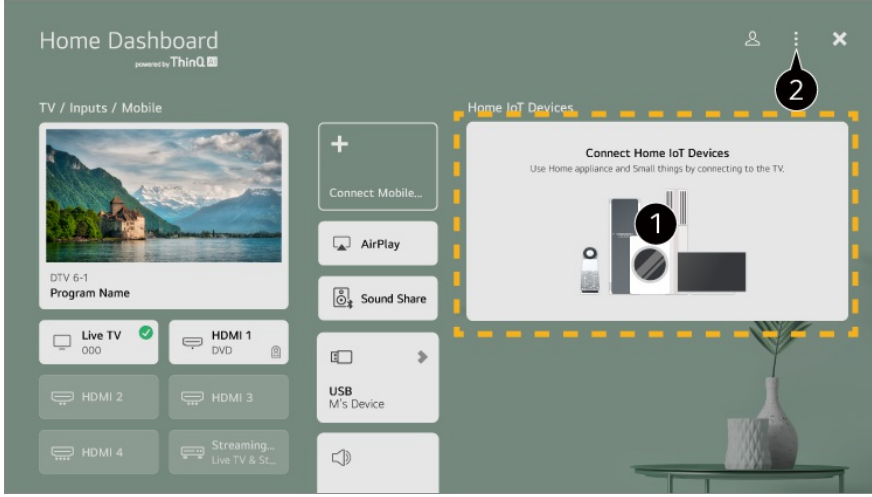 Home Dashboard
powered by ThinQ AI
2
TV / Inputs / Mobile
Home IoT Devices
DTV 6-1
Program Name
Live TV
000
HDMI 1
DVD
HDMI 2
HDMI 3
HDMI 4
Streaming...
Live TV & St...
Connect Mobile...
AirPlay
Sound Share
USB
M's Device
Connect Home IoT Devices
Use Home appliance and Small things by connecting to the TV.
1